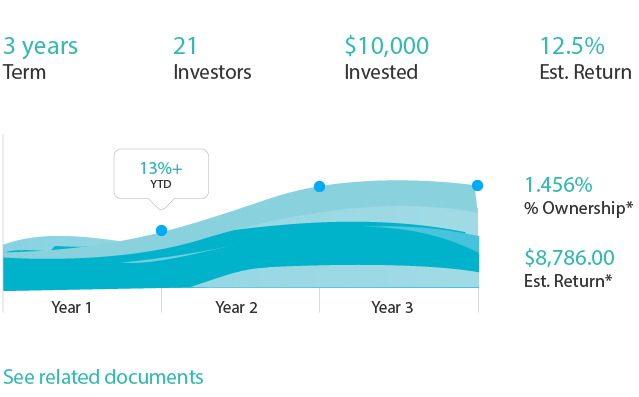 3 years 21 $10,000 12.5%
Term Investors Invested Est. Return
13%+
YTD
1.456%
% Ownership*
$8,786.00
Est. Return*
Year 1 Year 2 Year 3
See related documents